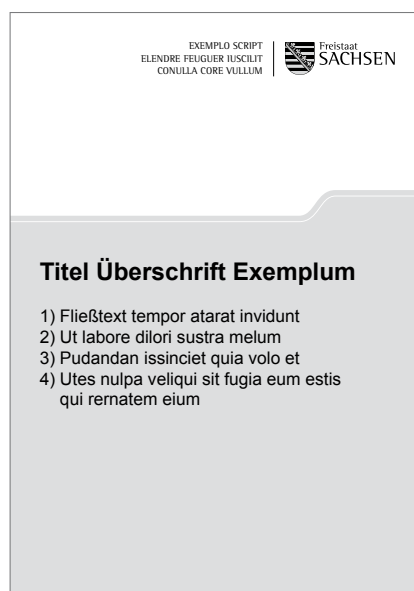 EXEMPLO SCRIPT
ELENDRE FEUGUER IUSCILIT
CONULLA CORE VULLUM
Freistaat
SACHSEN
Titel Überschrift Exemplum
1) Fließtext tempor atarat invidunt
2) Ut labore dilori sustra melum
3) Pudandan issinciet quia volo et
4) Utes nulpa veliqui sit fugia eum estis
qui rernatem eium